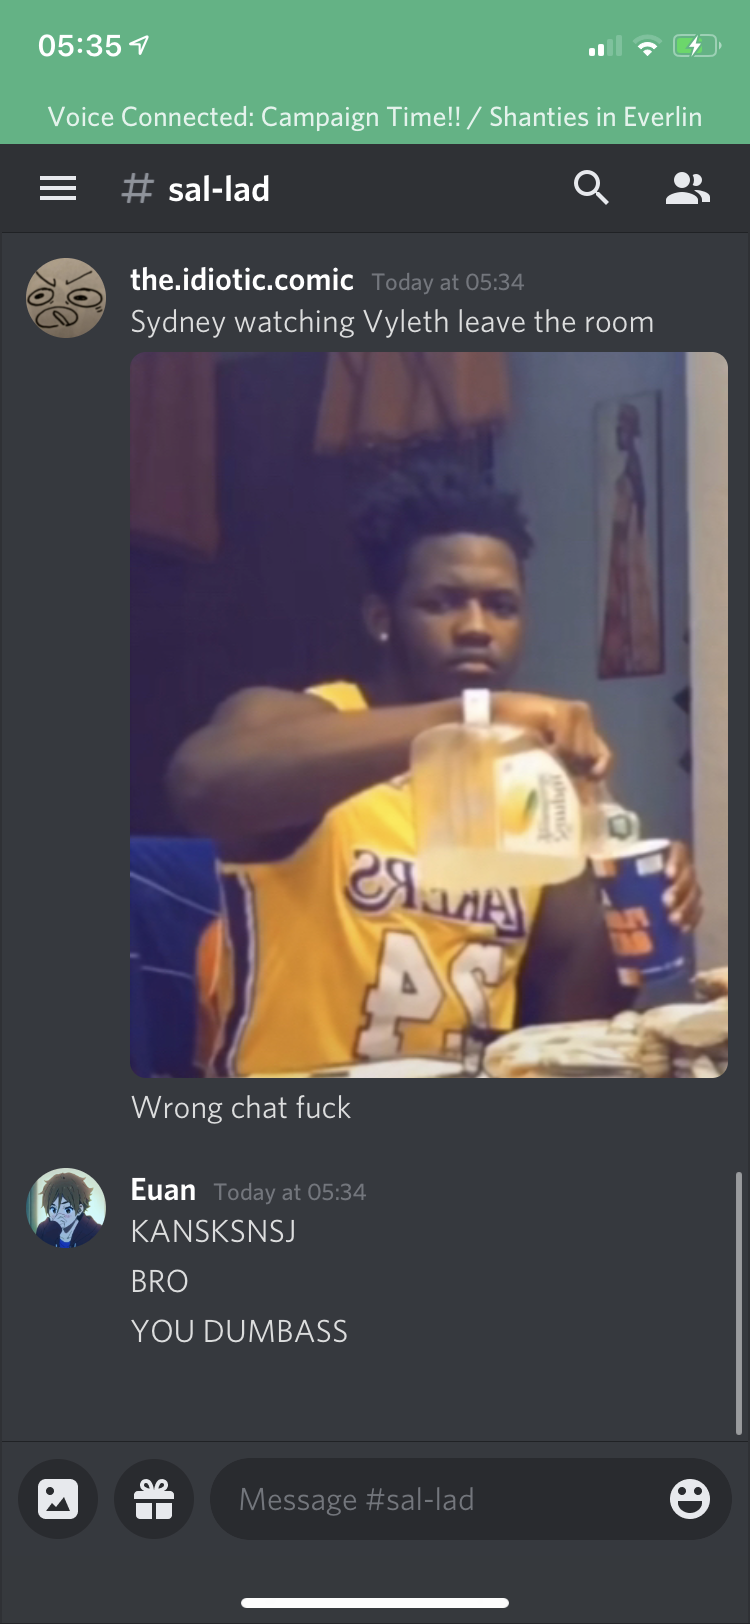 05:35
Voice Connected: Campaign Time!! / Shanties in Everlin
# sal-lad
the.idiotic.comic Today at 05:34
Sydney watching Vyleth leave the room
LAKERS
24
Wrong chat fuck
Euan Today at 05:34
KANSKSNSJ
BRO
YOU DUMBASS
Message #sal-lad